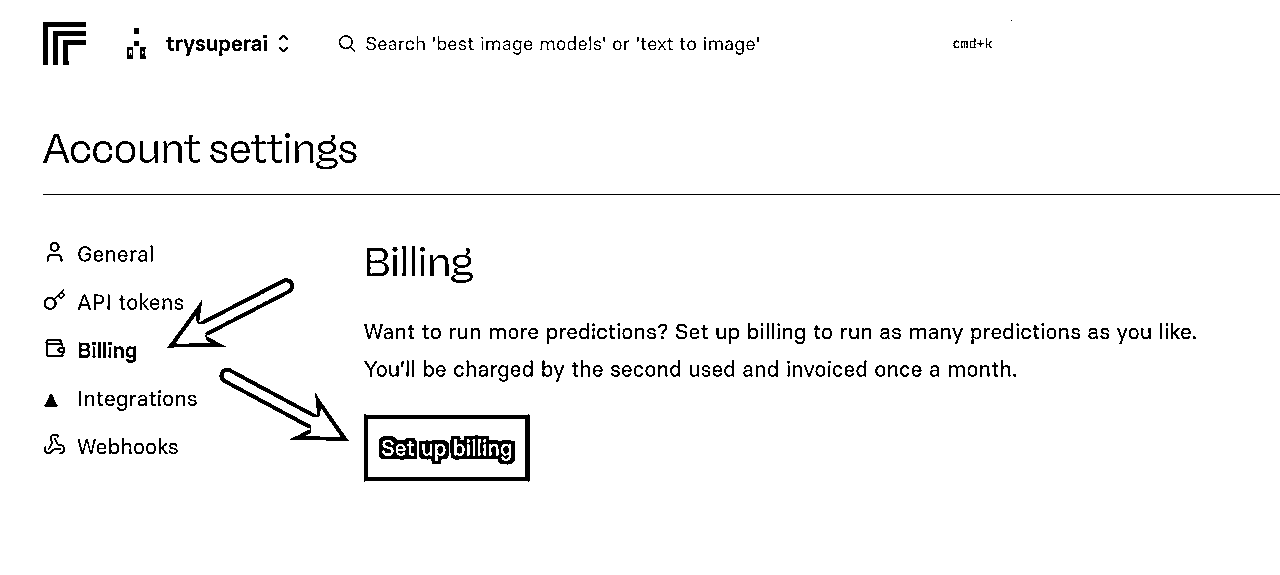 trysuperai
Search 'best image models' or 'text to image'
cmd+k
Account settings
General
API tokens
Billing
Integrations
Webhooks
Billing
Want to run more predictions? Set up billing to run as many predictions as you like.
You'll be charged by the second used and invoiced once a month.
Set up billing